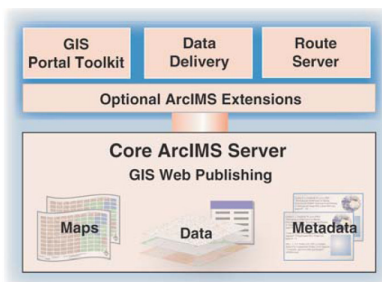 GIS
Portal Toolkit
Data
Delivery
Route
Server
Optional ArcIMS Extensions
Core ArcIMS Server
GIS Web Publishing
Maps
Data
Metadata